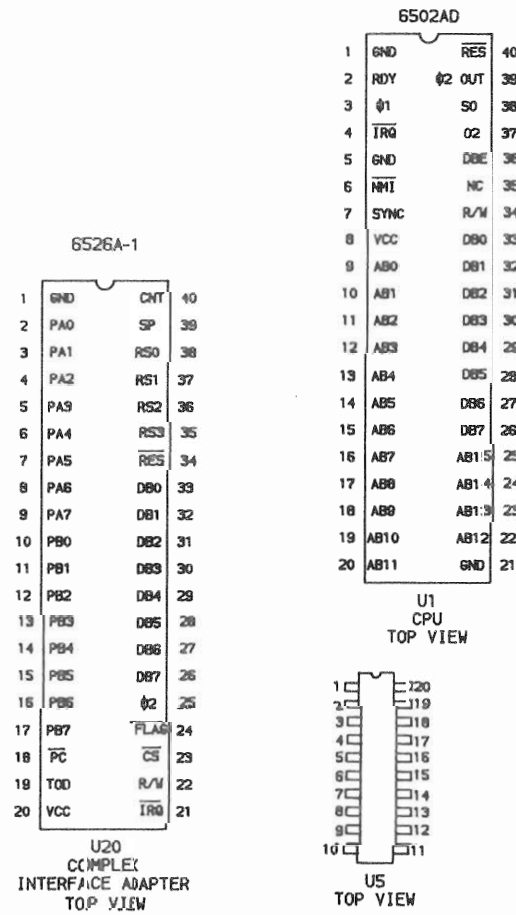 6502AD
1 GND RES 40
2 RDY ϕ2 OUT 39
3 ϕ1 SO 38
4 IRQ 02 37
5 GND DBE 36
6 NMI NC 35
7 SYNC R/W 34
8 VCC DB0 33
9 AB0 DB1 32
10 AB1 DB2 31
11 AB2 DB3 30
12 AB3 DB4 29
13 AB4 DB5 28
14 AB5 DB6 27
15 AB6 DB7 26
16 AB7 AB15 25
17 AB8 AB14 24
18 AB9 AB13 23
19 AB10 AB12 22
20 AB11 GND 21
U1
CPU
TOP VIEW
6526A-1
1 GND CNT 40
2 PA0 SP 39
3 PA1 RS0 38
4 PA2 RS1 37
5 PA3 RS2 36
6 PA4 RS3 35
7 PA5 RES 34
8 PA6 DB0 33
9 PA7 DB1 32
10 PB0 DB2 31
11 PB1 DB3 30
12 PB2 DB4 29
13 PB3 DB5 28
14 PB4 DB6 27
15 PB5 DB7 26
16 PB6 ϕ2 25
17 PB7 FLAG 24
18 PC CS 23
19 TOD R/W 22
20 VCC IRQ 21
U20
COMPLEX
INTERFACE ADAPTER
TOP VIEW
1 20
2 19
3 18
4 17
5 16
6 15
7 14
8 13
9 12
10 11
U5
TOP VIEW